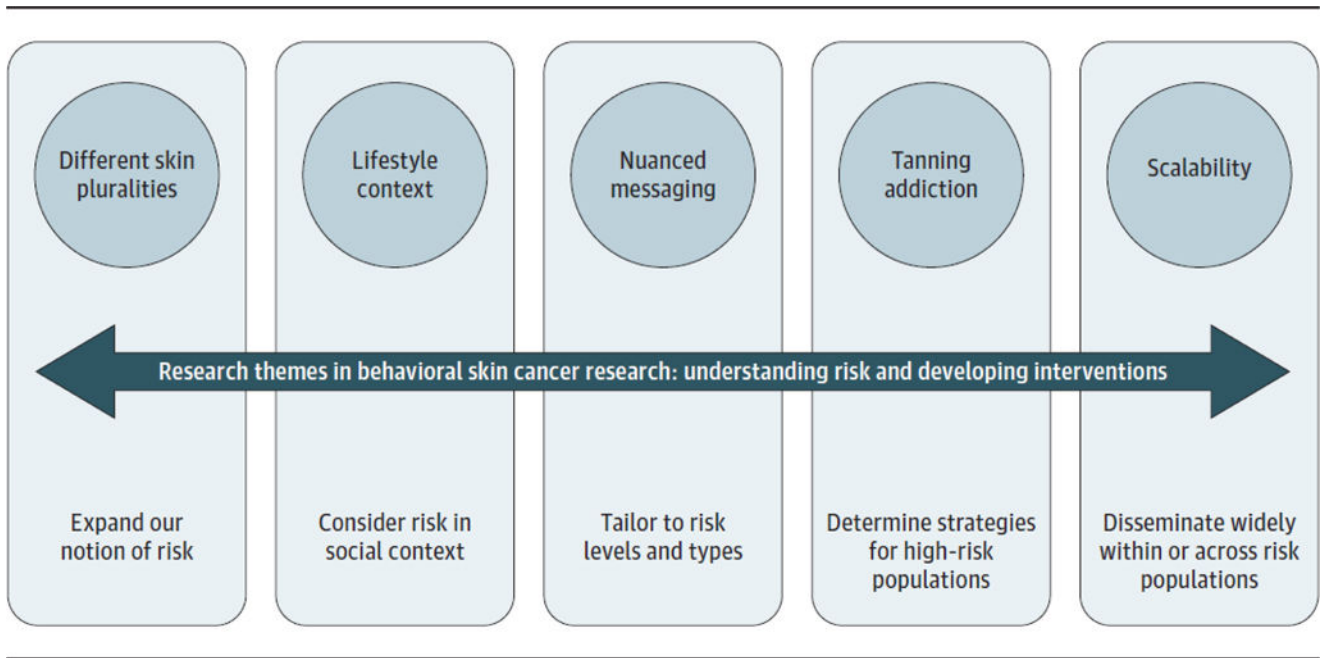 Different skin
pluralities
Lifestyle
context
Nuanced
messaging
Tanning
addiction
Scalability
Research themes in behavioral skin cancer research: understanding risk and developing interventions
Expand our
notion of risk
Consider risk in
social context
Tailor to risk
levels and types
Determine strategies
for high-risk
populations
Disseminate widely
within or across risk
populations